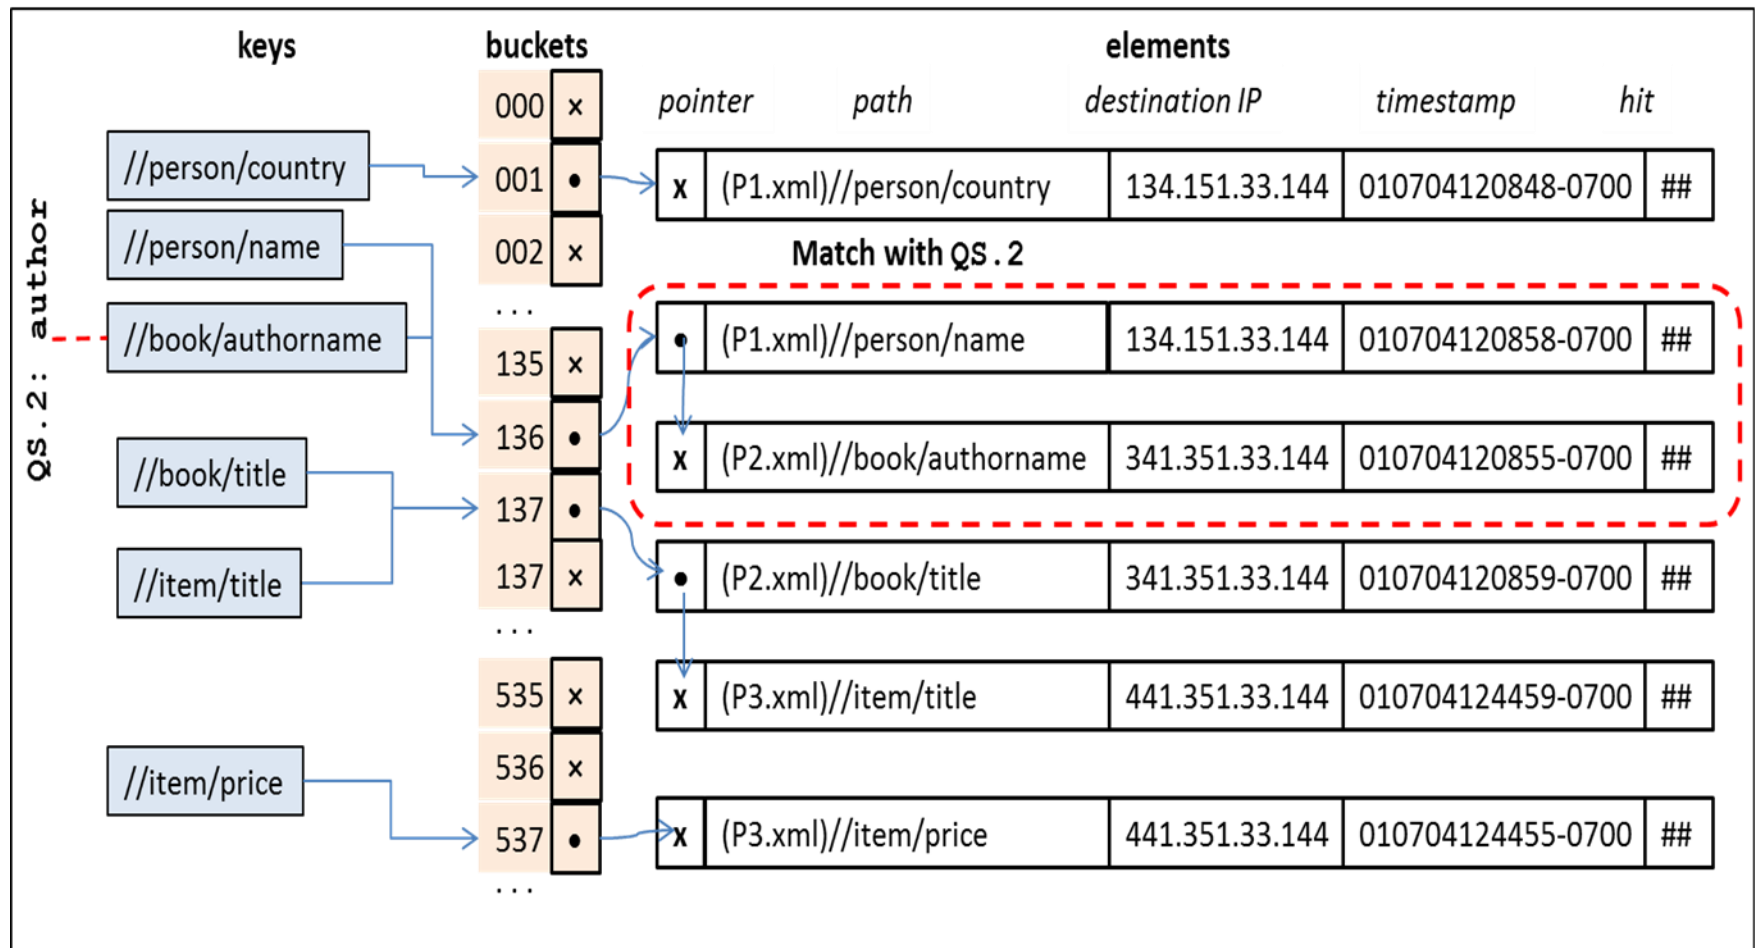 keys buckets elements
pointer path destination IP timestamp hit
QS.2: author
//person/country
//person/name
//book/authorname
//book/title
//item/title
//item/price
000 ×
001 •
002 ×
...
135 ×
136 •
137 •
137 ×
...
535 ×
536 ×
537 •
...
x (P1.xml)//person/country 134.151.33.144 010704120848-0700 ##
Match with QS.2
• (P1.xml)//person/name 134.151.33.144 010704120858-0700 ##
x (P2.xml)//book/authorname 341.351.33.144 010704120855-0700 ##
• (P2.xml)//book/title 341.351.33.144 010704120859-0700 ##
x (P3.xml)//item/title 441.351.33.144 010704124459-0700 ##
x (P3.xml)//item/price 441.351.33.144 010704124455-0700 ##